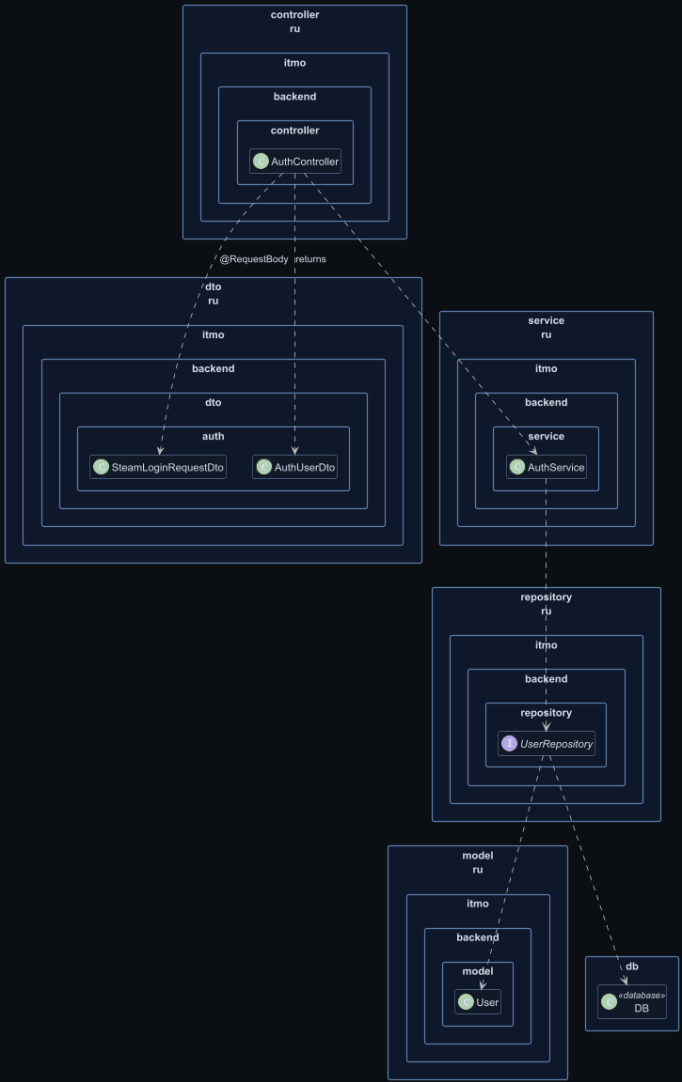 controller
ru
itmo
backend
controller
C AuthController
@RequestBody returns
dto
ru
itmo
backend
dto
auth
C SteamLoginRequestDto
C AuthUserDto
service
ru
itmo
backend
service
C AuthService
repository
ru
itmo
backend
repository
I UserRepository
model
ru
itmo
backend
model
C User
db
C «database»
DB